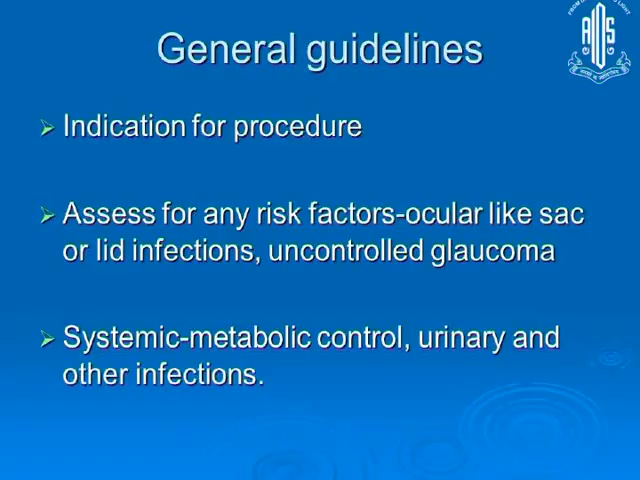 General guidelines
Indication for procedure
Assess for any risk factors-ocular like sac
or lid infections, uncontrolled glaucoma
Systemic-metabolic control, urinary and
other infections.